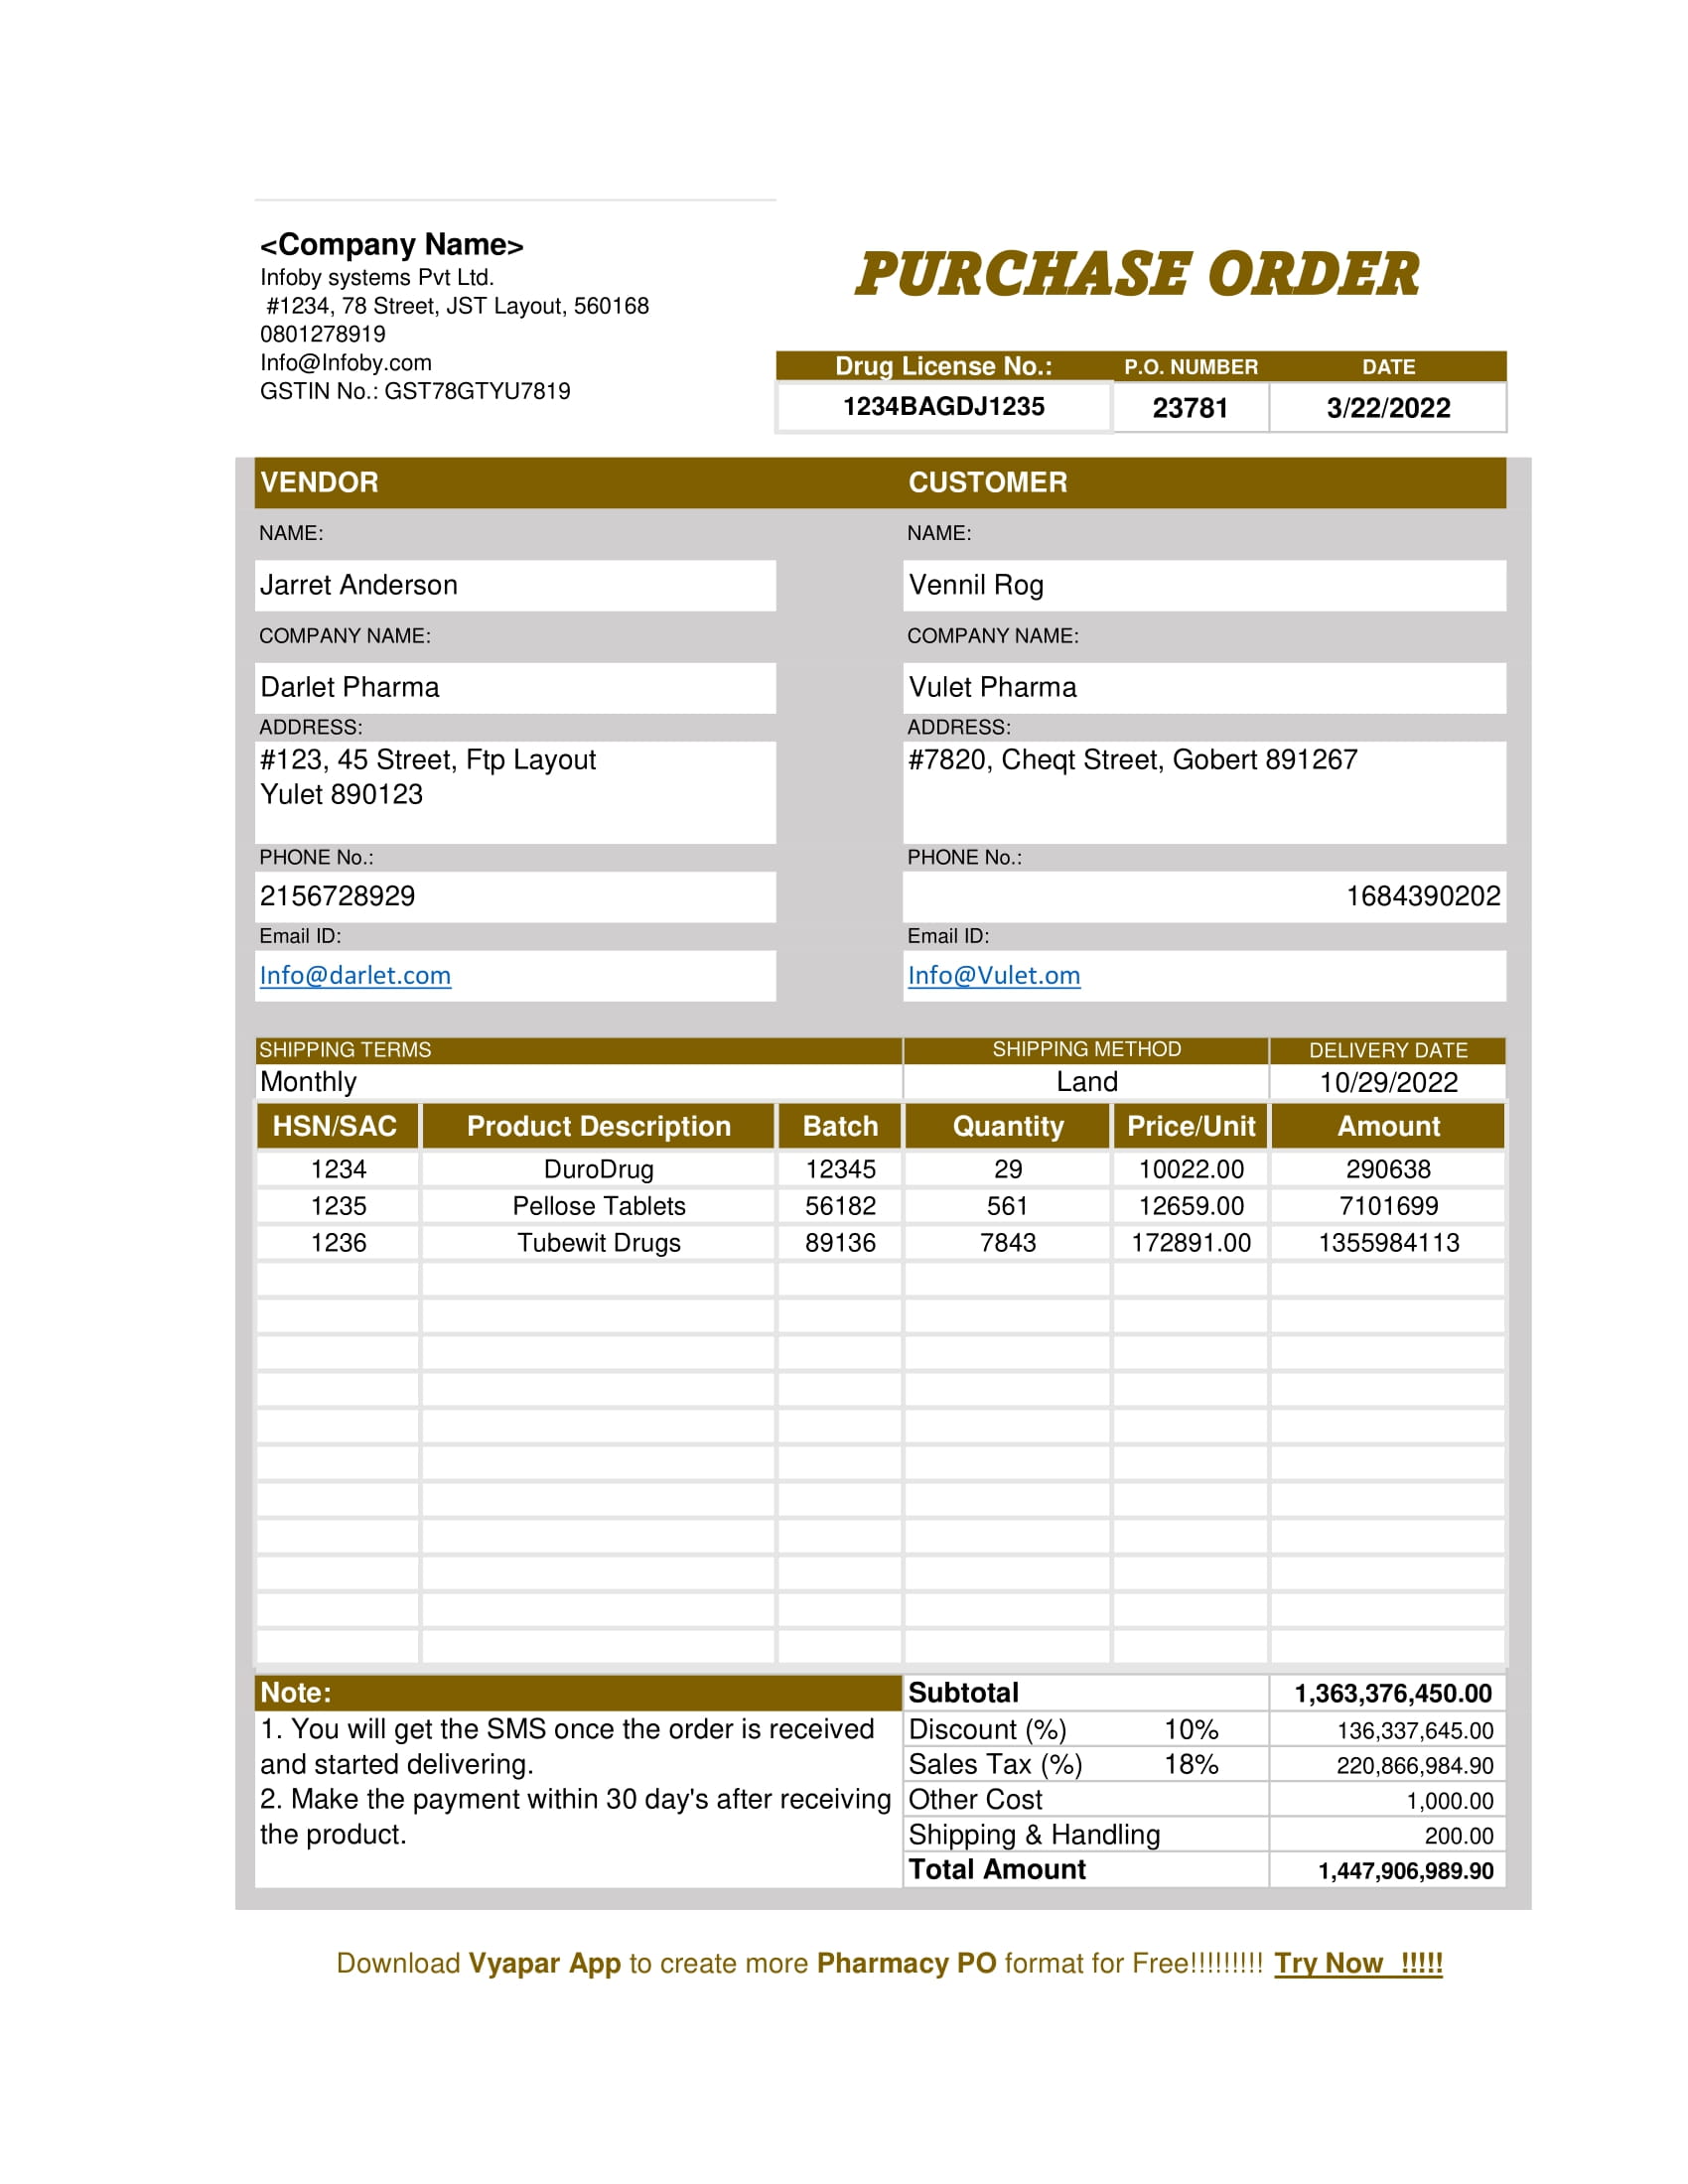 <Company Name>
Infoby systems Pvt Ltd.
#1234, 78 Street, JST Layout, 560168
0801278919
Info@Infoby.com
GSTIN No.: GST78GTYU7819
PURCHASE ORDER
Drug License No.: P.O. NUMBER DATE
1234BAGDJ1235 23781 3/22/2022
VENDOR CUSTOMER
NAME: NAME:
Jarret Anderson Vennil Rog
COMPANY NAME: COMPANY NAME:
Darlet Pharma Vulet Pharma
ADDRESS: ADDRESS:
#123, 45 Street, Ftp Layout #7820, Cheqt Street, Gobert 891267
Yulet 890123
PHONE No.: PHONE No.:
2156728929 1684390202
Email ID: Email ID:
Info@darlet.com Info@Vulet.om
SHIPPING TERMS SHIPPING METHOD DELIVERY DATE
Monthly Land 10/29/2022
HSN/SAC Product Description Batch Quantity Price/Unit Amount
1234 DuroDrug 12345 29 10022.00 290638
1235 Pellose Tablets 56182 561 12659.00 7101699
1236 Tubewit Drugs 89136 7843 172891.00 1355984113
Note: Subtotal 1,363,376,450.00
1. You will get the SMS once the order is received Discount (%) 10% 136,337,645.00
and started delivering. Sales Tax (%) 18% 220,866,984.90
2. Make the payment within 30 day's after receiving Other Cost 1,000.00
the product. Shipping & Handling 200.00
Total Amount 1,447,906,989.90
Download Vyapar App to create more Pharmacy PO format for Free!!!!!!!!! Try Now !!!!!